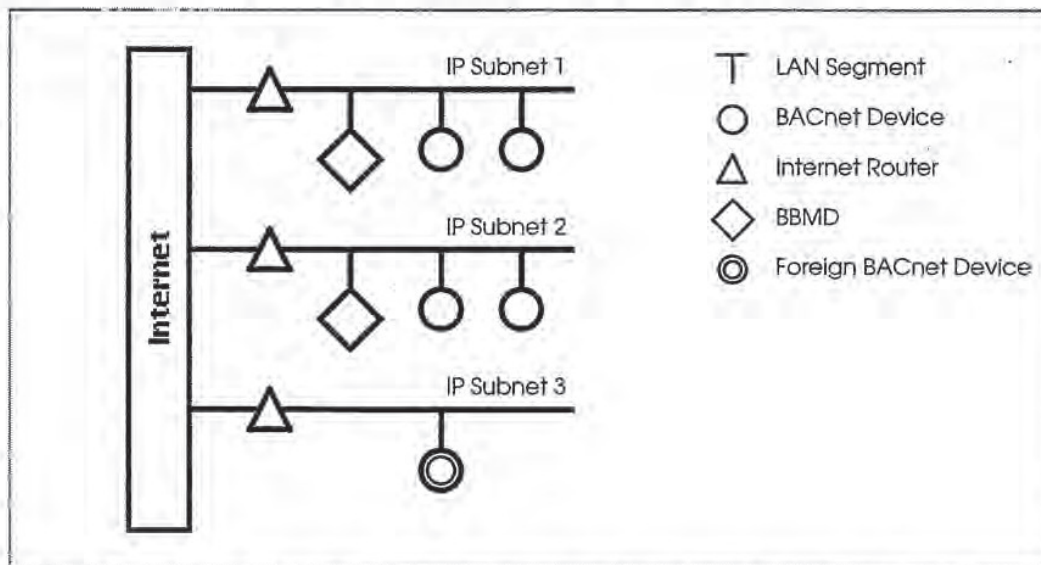 Internet
IP Subnet 1
IP Subnet 2
IP Subnet 3
LAN Segment
BACnet Device
Internet Router
BBMD
Foreign BACnet Device